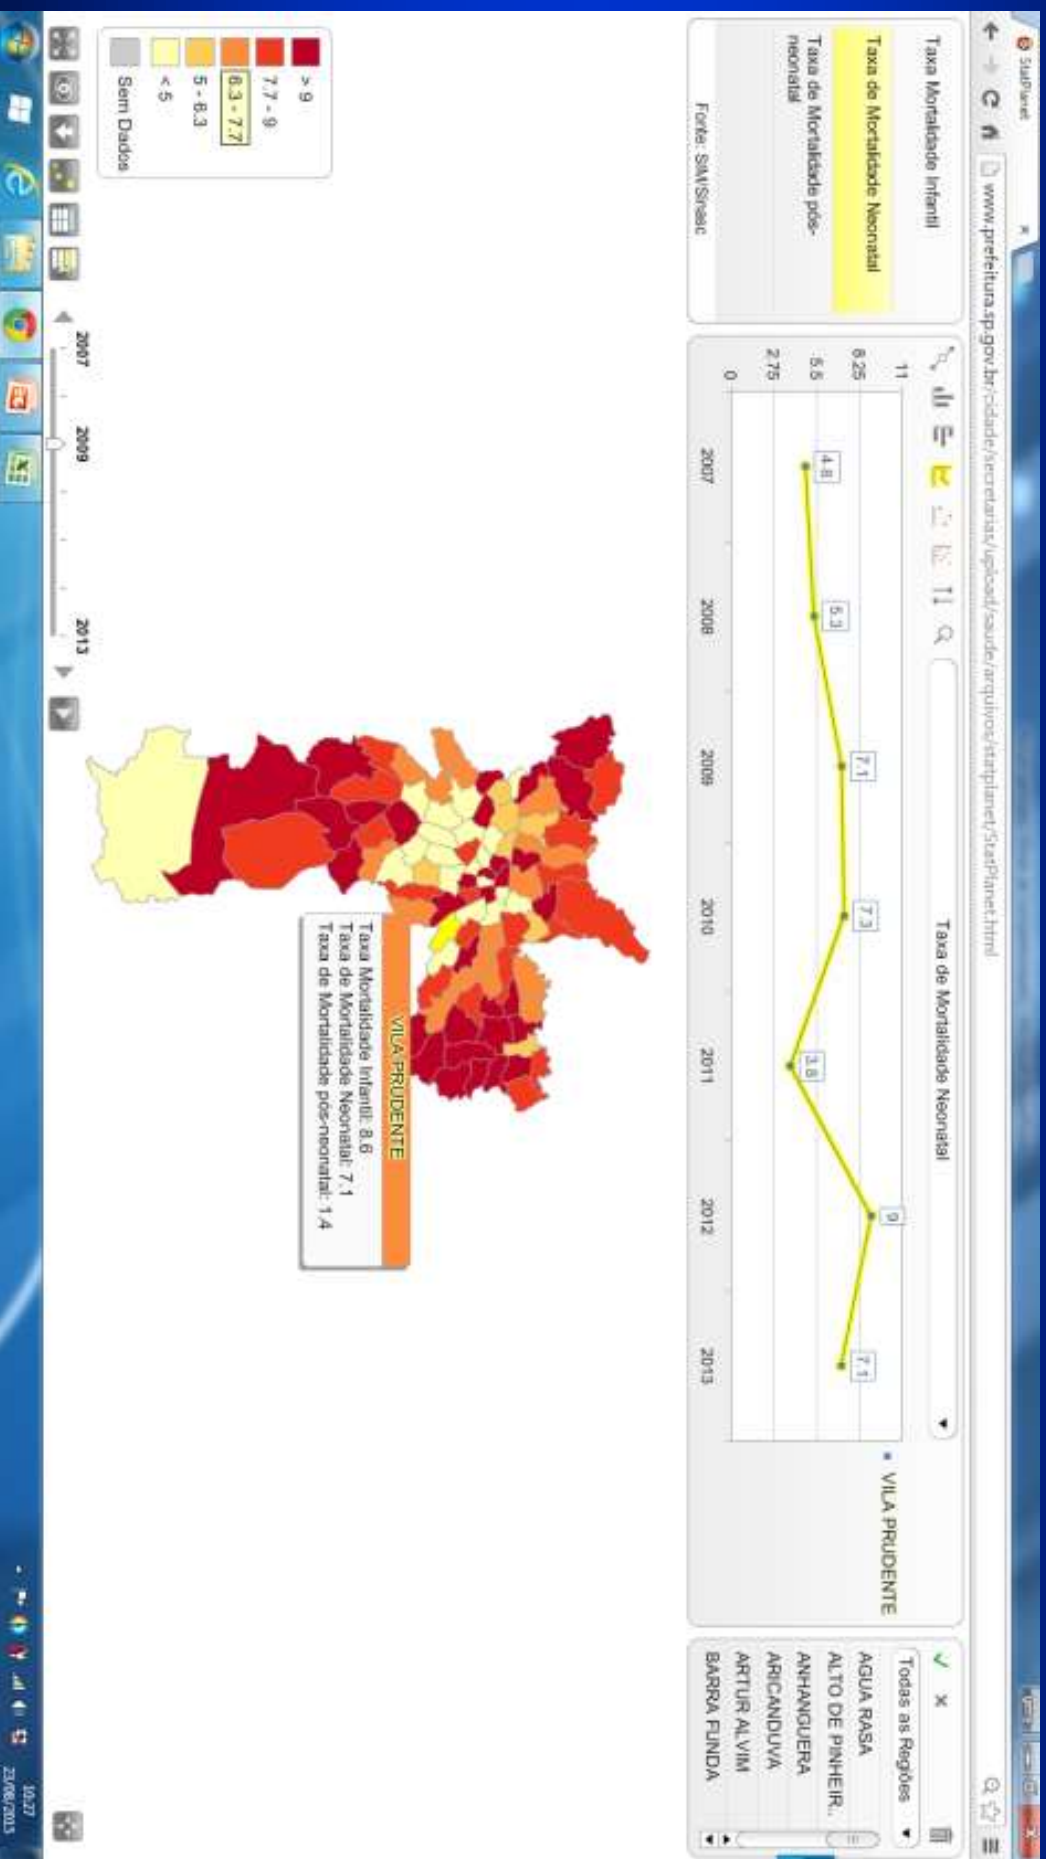 StatPlanet
www.prefeitura.sp.gov.br/cidade/secretarias/upload/saude/arquivos/statplanet/StatPlanet.html
Taxa Mortalidade Infantil
Taxa de Mortalidade Neonatal
Taxa de Mortalidade pós-
neonatal
Fonte: SIM/Sinasc
Taxa de Mortalidade Neonatal
11
8.25
5.5
2.75
0
4.8
5.3
7.1
7.3
3.8
9
7.1
2007
2008
2009
2010
2011
2012
2013
VILA PRUDENTE
Todas as Regiões
AGUA RASA
ALTO DE PINHEIR..
ANHANGUERA
ARICANDUVA
ARTUR ALVIM
BARRA FUNDA
VILA PRUDENTE
Taxa Mortalidade Infantil: 8.6
Taxa de Mortalidade Neonatal: 7.1
Taxa de Mortalidade pós-neonatal: 1.4
> 9
7.7 - 9
6.3 - 7.7
5 - 6.3
< 5
Sem Dados
2007
2009
2013
10:27
23/08/2015